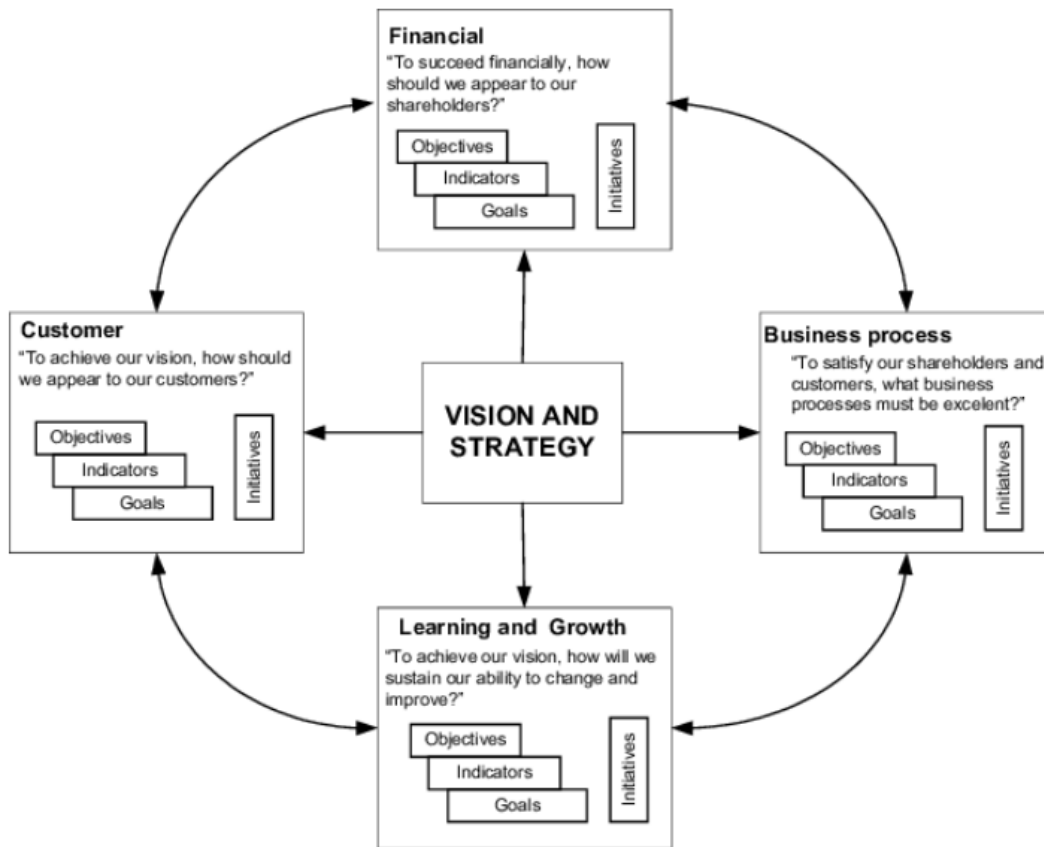 Financial
"To succeed financially, how
should we appear to our
shareholders?"
Objectives
Indicators
Goals
Initiatives
Customer
"To achieve our vision, how should
we appear to our customers?"
Objectives
Indicators
Goals
Initiatives
VISION AND
STRATEGY
Business process
"To satisfy our shareholders and
customers, what business
processes must be excelent?"
Objectives
Indicators
Goals
Initiatives
Learning and Growth
"To achieve our vision, how will we
sustain our ability to change and
improve?"
Objectives
Indicators
Goals
Initiatives